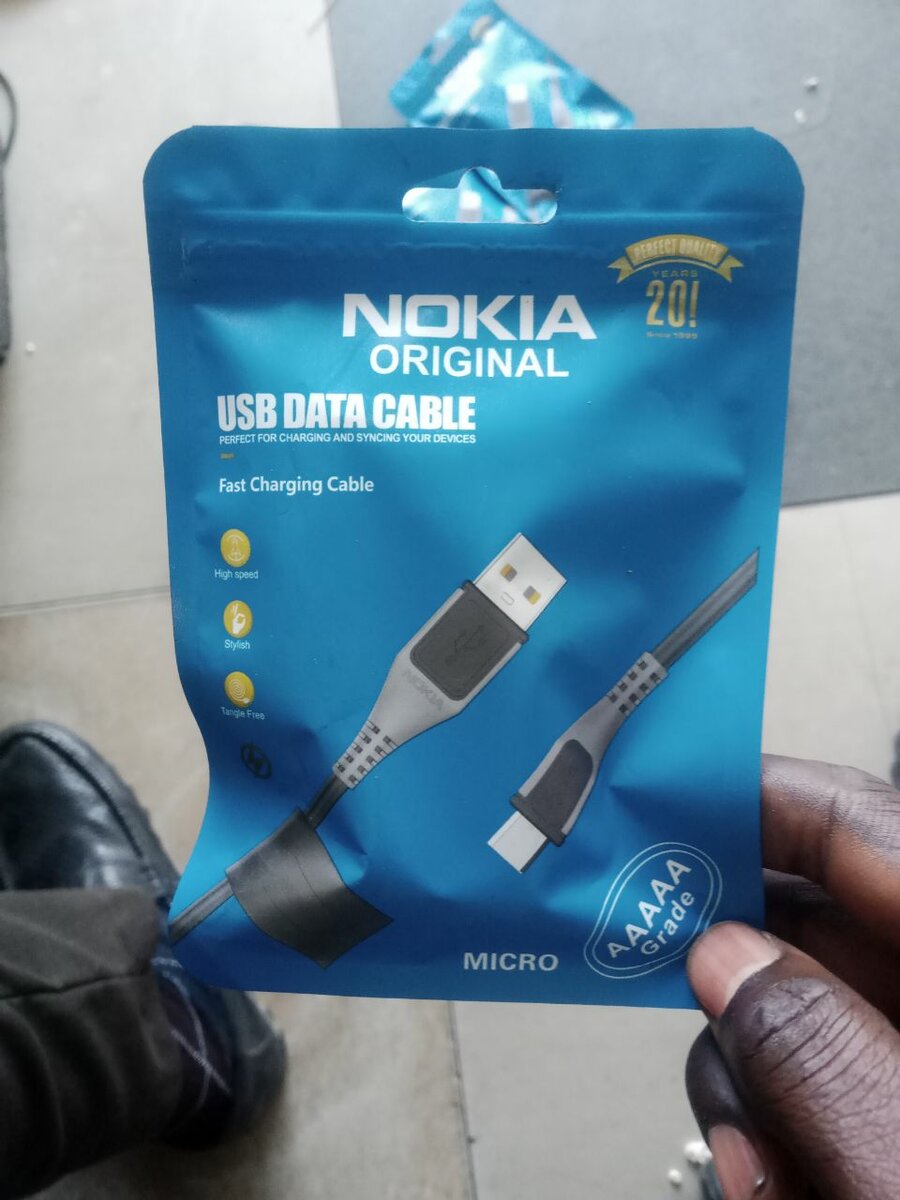 PERFECT QUALITY
YEARS
20!
NOKIA
ORIGINAL
USB DATA CABLE
PERFECT FOR CHARGING AND SYNCING YOUR DEVICES
Fast Charging Cable
High speed
Stylish
Tangle Free
NOKIA
MICRO
AAAAA
Grade